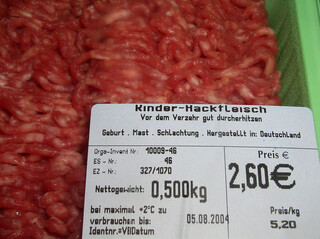 Rinder-Hackfleisch
Vor dem Verzehr gut durcherhitzen
Geburt . Mast . Schlachtung . Hergestellt in: Deutschland
Orga-Invent Nr: 10009-46
ES - Nr: 46
EZ - Nr: 327/1070
Preis €
Nettogewicht: 0,500kg
2,60€
bei maximal +2°C zu
verbrauchen bis: 05.08.2004
Identnr.=VBDatum
Preis/kg
5,20